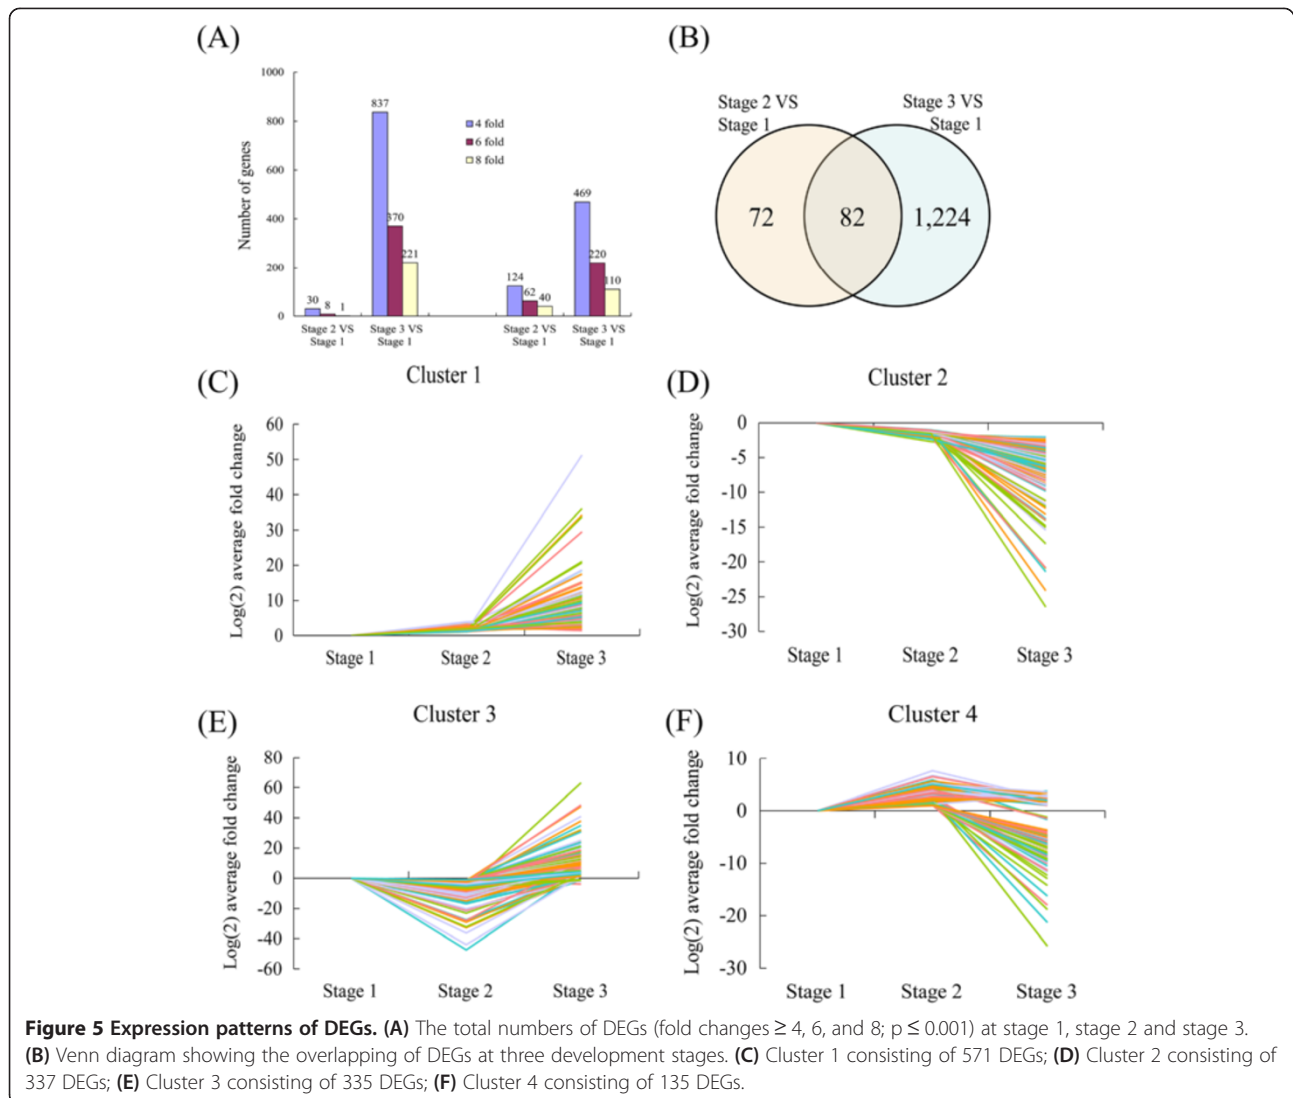 (A)
1000
800
600
400
200
0
Number of genes
837
370
221
30
8
1
124
62
40
469
220
110
4 fold
6 fold
8 fold
Stage 2 VS
Stage 1
Stage 3 VS
Stage 1
Stage 2 VS
Stage 1
Stage 3 VS
Stage 1
(B)
Stage 2 VS
Stage 1
Stage 3 VS
Stage 1
72
82
1,224
(C)
Cluster 1
Log(2) average fold change
60
50
40
30
20
10
0
Stage 1
Stage 2
Stage 3
(D)
Cluster 2
Log(2) average fold change
0
-5
-10
-15
-20
-25
-30
Stage 1
Stage 2
Stage 3
(E)
Cluster 3
Log(2) average fold change
80
60
40
20
0
-20
-40
-60
Stage 1
Stage 2
Stage 3
(F)
Cluster 4
Log(2) average fold change
10
0
-10
-20
-30
Stage 1
Stage 2
Stage 3
Figure 5 Expression patterns of DEGs. (A) The total numbers of DEGs (fold changes ≥ 4, 6, and 8; p ≤ 0.001) at stage 1, stage 2 and stage 3.
(B) Venn diagram showing the overlapping of DEGs at three development stages. (C) Cluster 1 consisting of 571 DEGs; (D) Cluster 2 consisting of
337 DEGs; (E) Cluster 3 consisting of 335 DEGs; (F) Cluster 4 consisting of 135 DEGs.